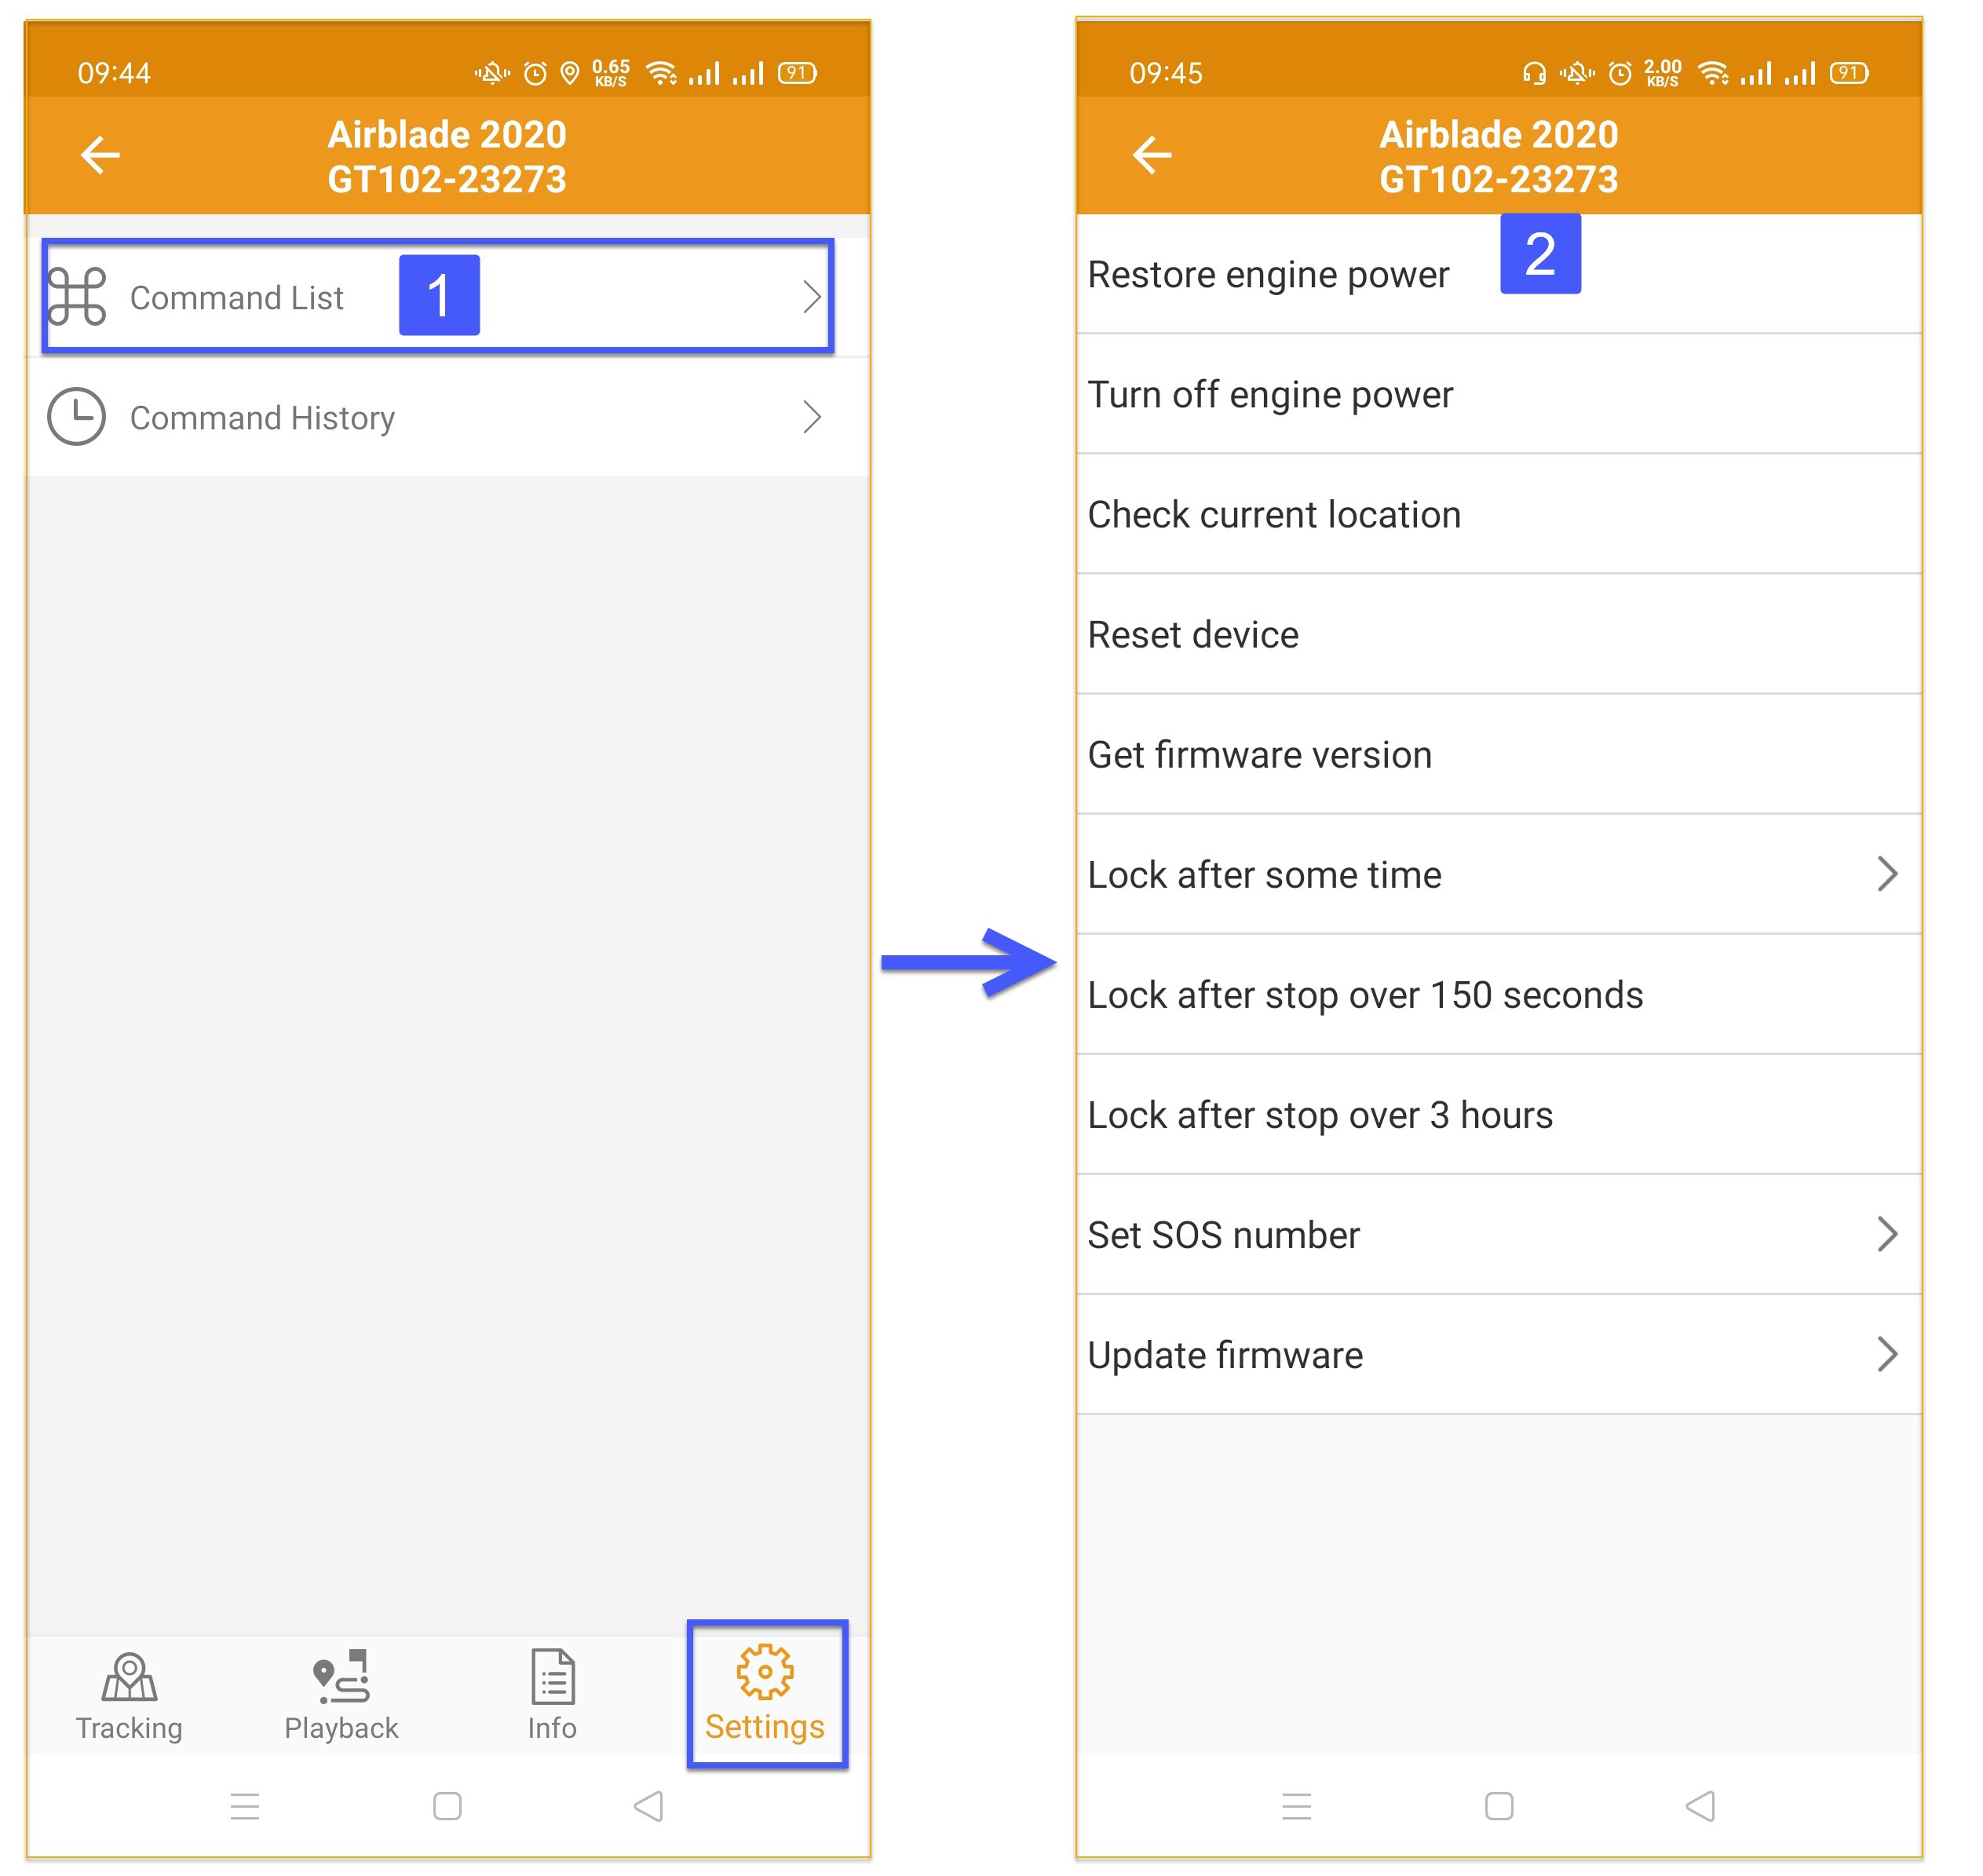 09:44
0.65
KB/S
91
Airblade 2020
GT102-23273
Command List
1
Command History
Tracking
Playback
Info
Settings
09:45
2.00
KB/S
91
Airblade 2020
GT102-23273
2
Restore engine power
Turn off engine power
Check current location
Reset device
Get firmware version
Lock after some time
Lock after stop over 150 seconds
Lock after stop over 3 hours
Set SOS number
Update firmware